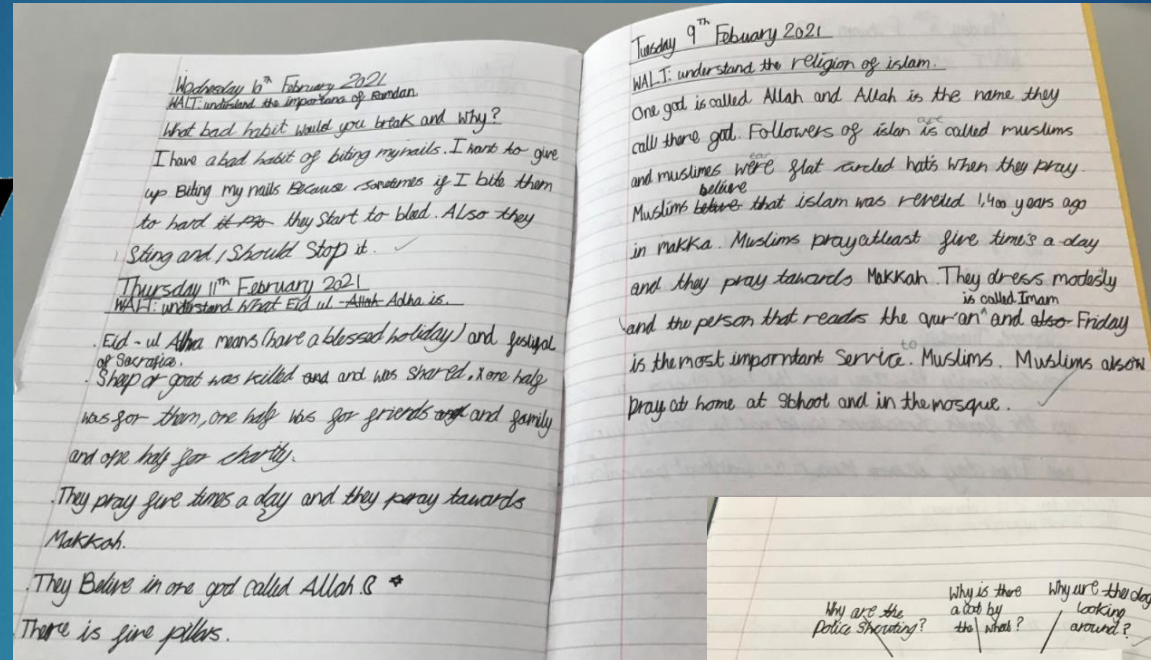 Wednesday 10th February 2021
WALT: understand the importance of Ramdan.
What bad habit would you break and why?
I have a bad habit of biting my nails. I want to give
up Biting my nails Because sometimes if I bite them
to hard they start to bleed. Also they
Sting and I Should Stop it.
Thursday 11th February 2021
WALT: understand what Eid ul Allah Adha is.
. Eid-ul Adha means (have a blessed holiday) and festival
of Sacrafice.
. Sheep or goat was killed and and was shared, one half
was for them, one half was for friends and and family
and one half for charity.
. They pray five times a day and they pray tawards
Makkah.
. They Belive in one god called Allah
. There is five pillars.
Tuesday 9th Febuary 2021
WALT: understand the religion of islam.
One god is called Allah and Allah is the name they
call there god. Followers of islan is are called muslims
and muslimes were flat circled hats when they pray.
Muslims believe that islam was reveled 1,400 years ago
in makka. Muslims pray atleast five time's a day
and they pray tawards Makkah. They dress modestly
and the person that reades the qur'an is called Imam and also Friday
is the most imporntant Service to Muslims. Muslims also
pray at home at School and in the mosque.
Why are the
Police Shouting?
Why is there
a cot by
the
Why are the dog
looking
around?